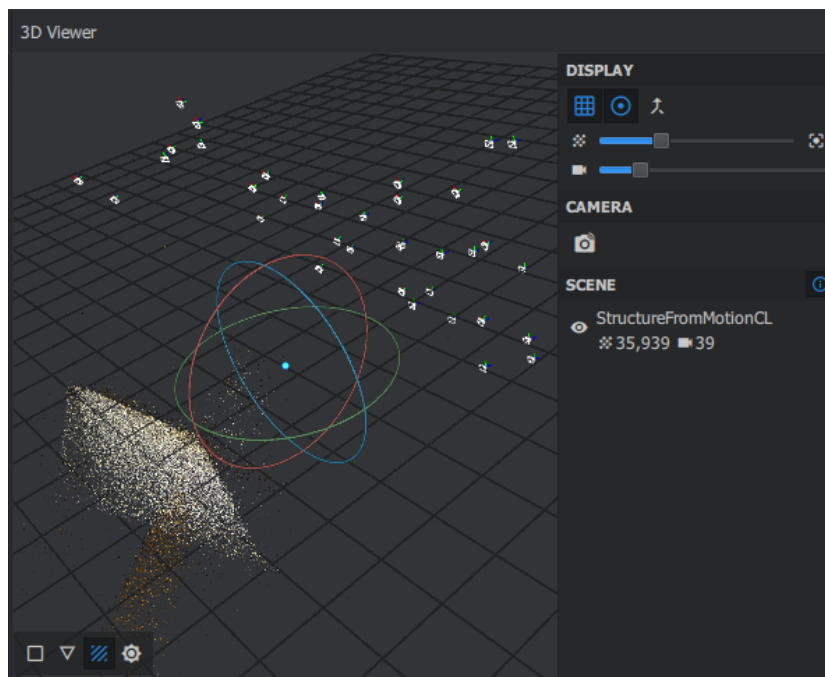 3D Viewer
DISPLAY
CAMERA
SCENE
StructureFromMotionCL
35,939 39